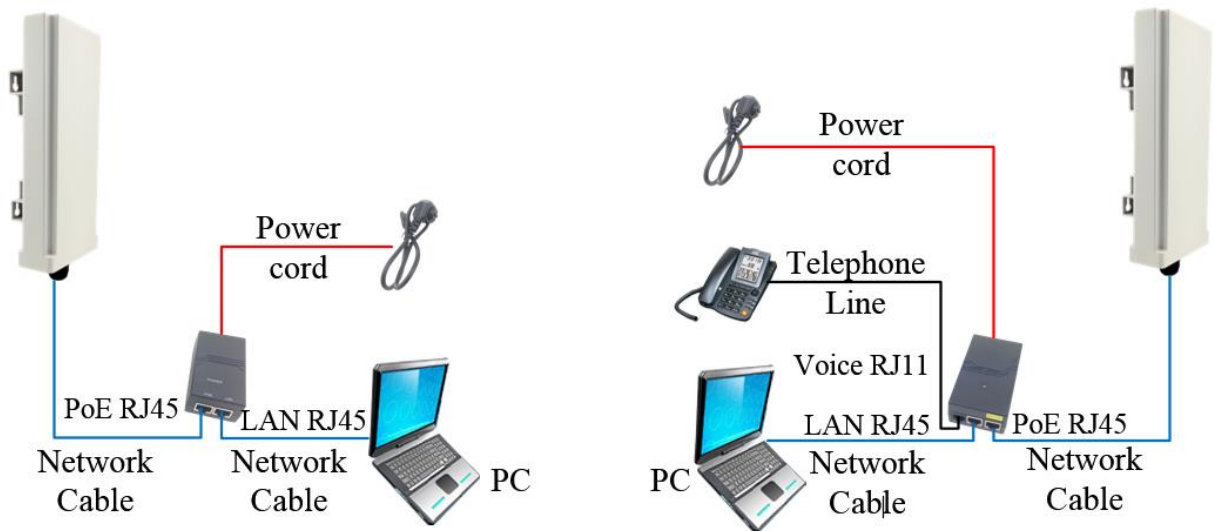 Power
cord
PoE RJ45
LAN RJ45
Network
Cable
Network
Cable
PC
Power
cord
Telephone
Line
Voice RJ11
LAN RJ45
PoE RJ45
PC
Network
Cable
Network
Cable